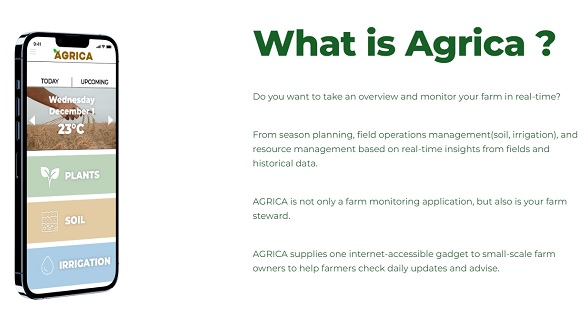 What is Agrica ?
9:41
AGRICA
TODAY
UPCOMING
Wednesday
December 1
23°C
PLANTS
SOIL
IRRIGATION
Do you want to take an overview and monitor your farm in real-time?
From season planning, field operations management(soil, irrigation), and
resource management based on real-time insights from fields and
historical data.
AGRICA is not only a farm monitoring application, but also is your farm
steward.
AGRICA supplies one internet-accessible gadget to small-scale farm
owners to help farmers check daily updates and advise.